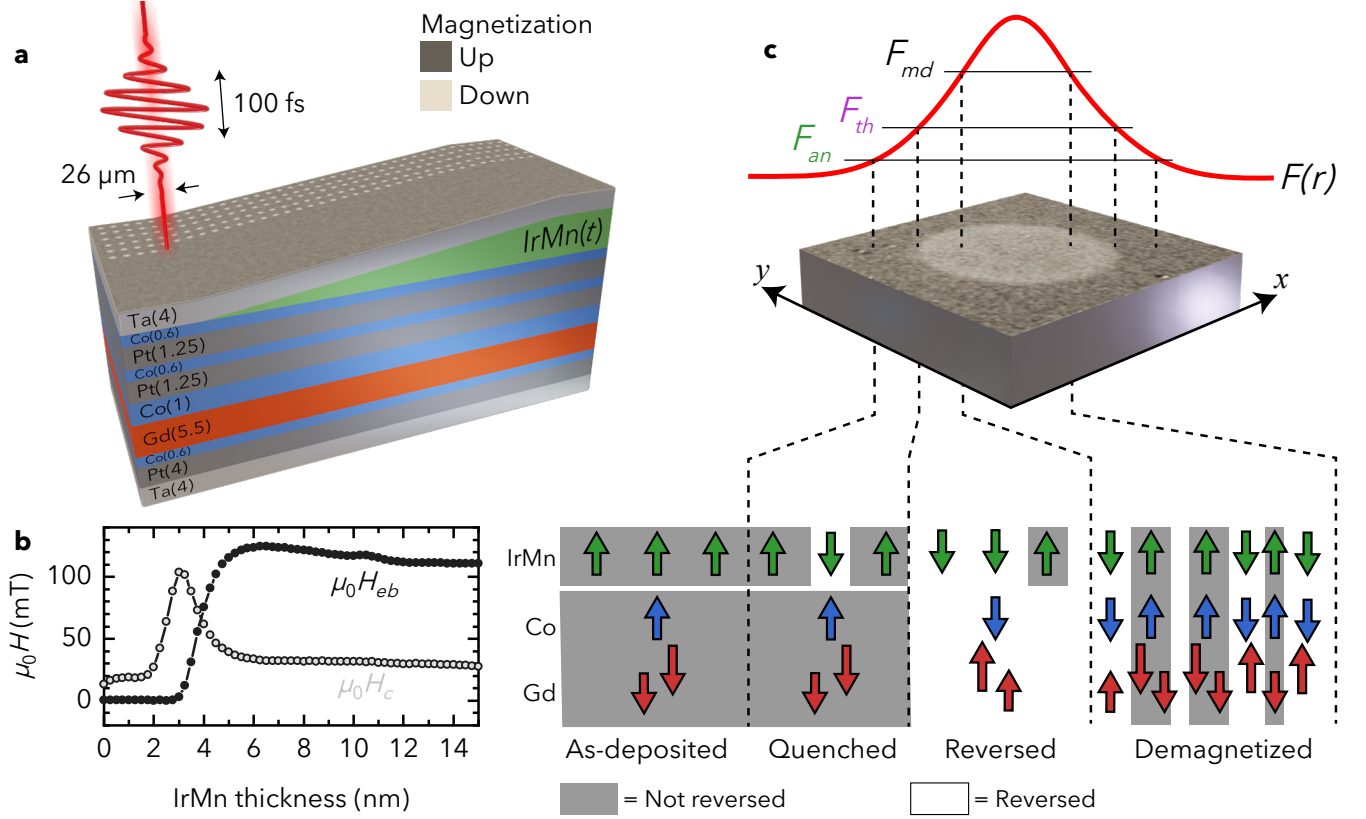 a
Magnetization
Up
Down
100 fs
26 μm
IrMn(t)
Ta(4)
Co(0.6)
Pt(1.25)
Co(0.6)
Pt(1.25)
Co(1)
Gd(5.5)
Co(0.6)
Pt(4)
Ta(4)
b
μ₀H (mT)
100
50
0
μ₀H_eb
μ₀H_c
0 2 4 6 8 10 12 14
IrMn thickness (nm)
c
F_md
F_th
F_an
F(r)
y
x
IrMn
Co
Gd
As-deposited Quenched Reversed Demagnetized
= Not reversed = Reversed